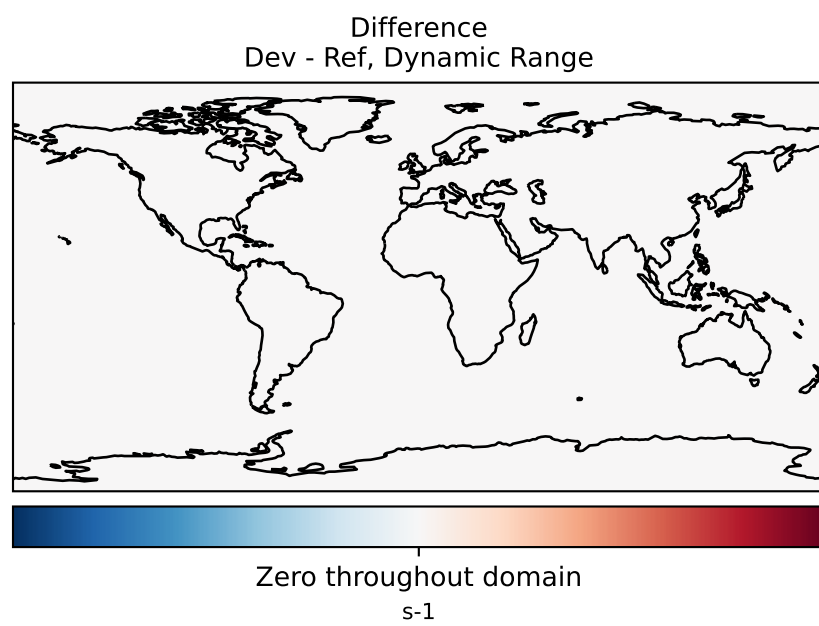 Difference
Dev - Ref, Dynamic Range
Zero throughout domain
s-1